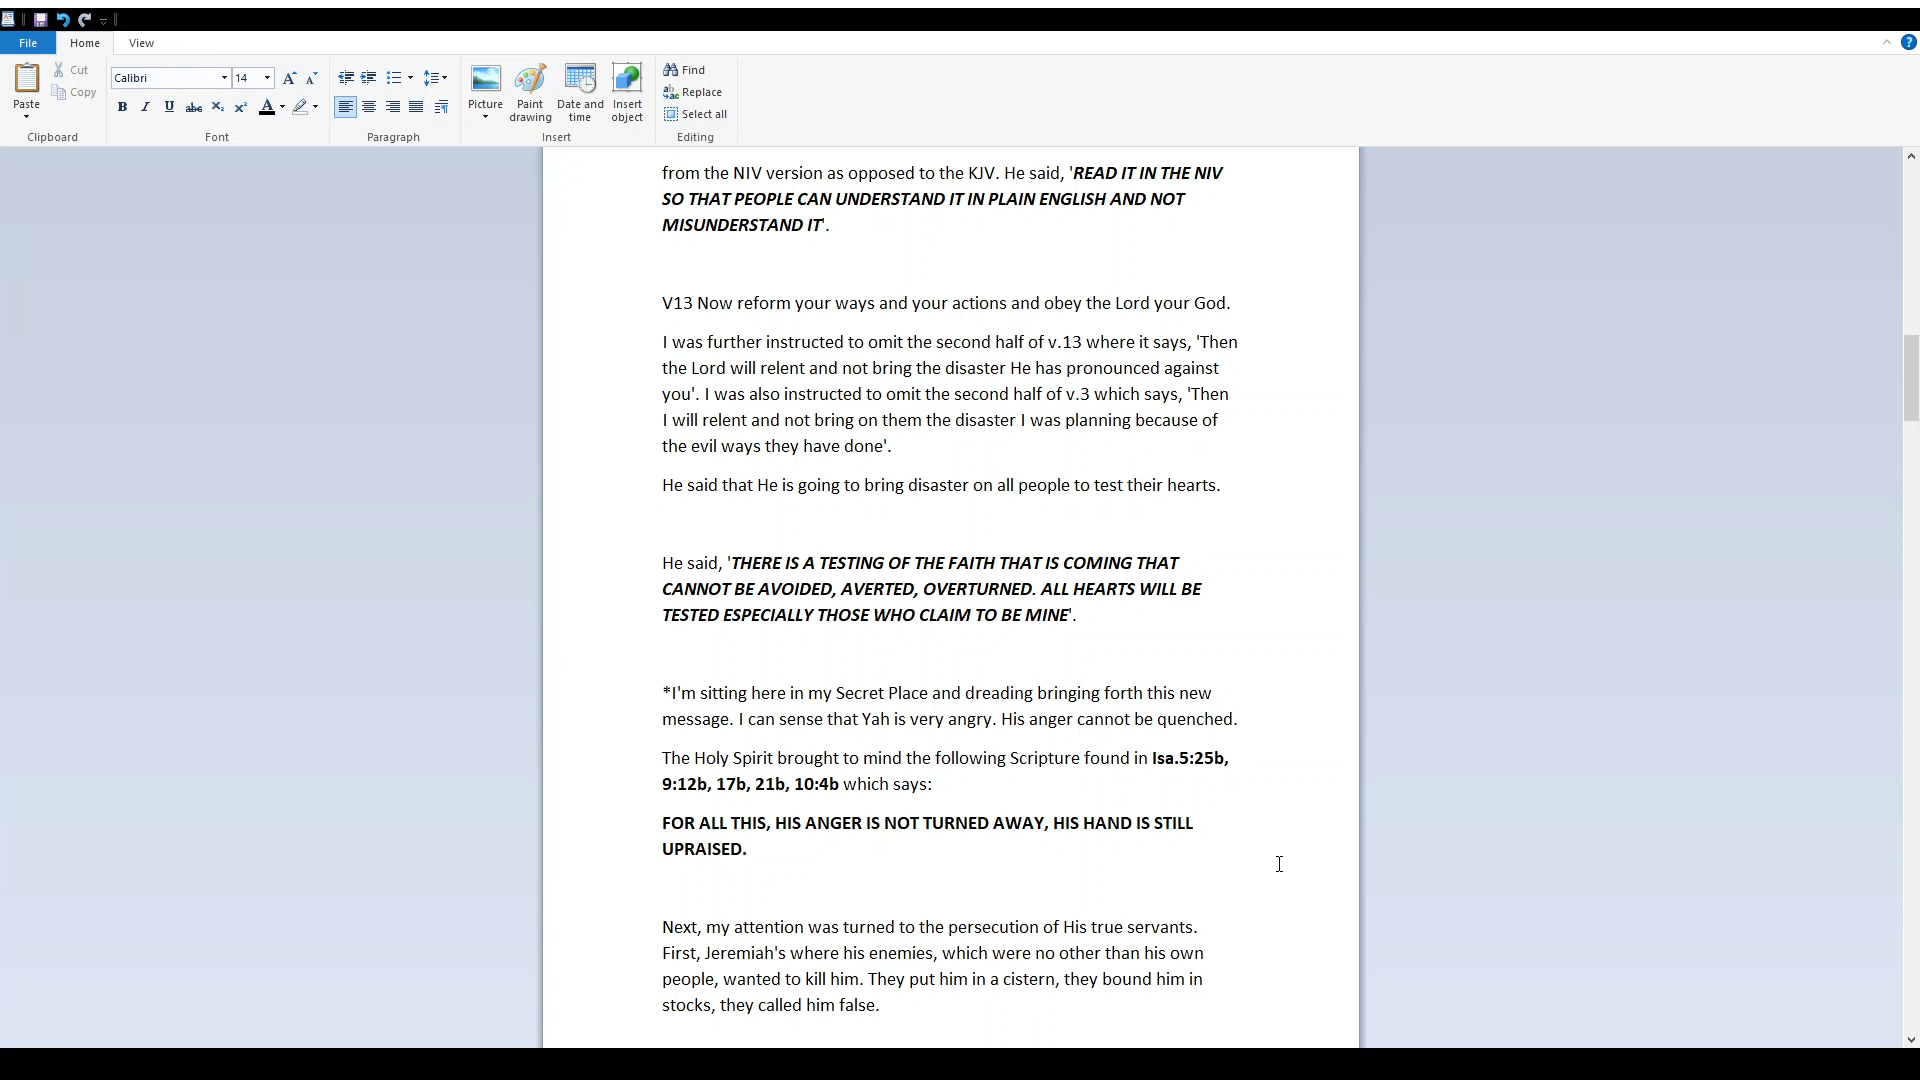 File Home View
Paste
Cut
Copy
Clipboard
Calibri 14
Font
Paragraph
Picture
Paint drawing
Date and time
Insert object
Insert
Find
Replace
Select all
Editing
from the NIV version as opposed to the KJV. He said, 'READ IT IN THE NIV
SO THAT PEOPLE CAN UNDERSTAND IT IN PLAIN ENGLISH AND NOT
MISUNDERSTAND IT'.
V13 Now reform your ways and your actions and obey the Lord your God.
I was further instructed to omit the second half of v.13 where it says, 'Then
the Lord will relent and not bring the disaster He has pronounced against
you'. I was also instructed to omit the second half of v.3 which says, 'Then
I will relent and not bring on them the disaster I was planning because of
the evil ways they have done'.
He said that He is going to bring disaster on all people to test their hearts.
He said, 'THERE IS A TESTING OF THE FAITH THAT IS COMING THAT
CANNOT BE AVOIDED, AVERTED, OVERTURNED. ALL HEARTS WILL BE
TESTED ESPECIALLY THOSE WHO CLAIM TO BE MINE'.
*I'm sitting here in my Secret Place and dreading bringing forth this new
message. I can sense that Yah is very angry. His anger cannot be quenched.
The Holy Spirit brought to mind the following Scripture found in Isa.5:25b,
9:12b, 17b, 21b, 10:4b which says:
FOR ALL THIS, HIS ANGER IS NOT TURNED AWAY, HIS HAND IS STILL
UPRAISED.
Next, my attention was turned to the persecution of His true servants.
First, Jeremiah's where his enemies, which were no other than his own
people, wanted to kill him. They put him in a cistern, they bound him in
stocks, they called him false.